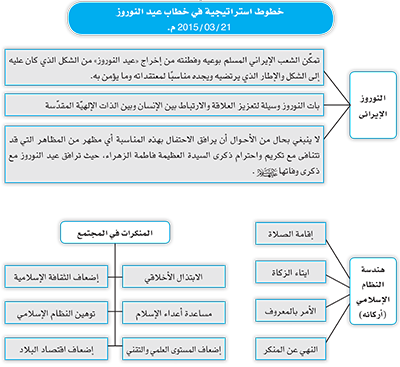 خطوط استراتيجية في خطاب عيد النوروز
2015/03/21 م.
النوروز
الإيراني
تمكّن الشعب الإيراني المسلم بوعيه وفطنته من إخراج «عيد النوروز» من الشكل الذي كان عليه
إلى الشكل والإطار الذي يرتضيه ويجده مناسبًا لمعتقداته وما يؤمن به.
بات النوروز وسيلة لتعزيز العلاقة والارتباط بين الإنسان وبين الذات الإلهيّة المقدّسة
لا ينبغي بحال من الأحوال أن يرافق الاحتفال بهذه المناسبة أي مظهر من المظاهر التي قد
تتنافى مع تكريم واحترام ذكرى السيدة العظيمة فاطمة الزهراء، حيث ترافق عيد النوروز مع
ذكرى وفاتها .
هندسة
النظام
الإسلامي
(أركانه)
إقامة الصلاة
ايتاء الزكاة
الأمر بالمعروف
النهي عن المنكر
المنكرات في المجتمع
الابتذال الأخلاقي
إضعاف الثقافة الإسلامية
مساعدة أعداء الإسلام
توهين النظام الإسلامي
إضعاف المستوى العلمي والتقني
إضعاف اقتصاد البلاد